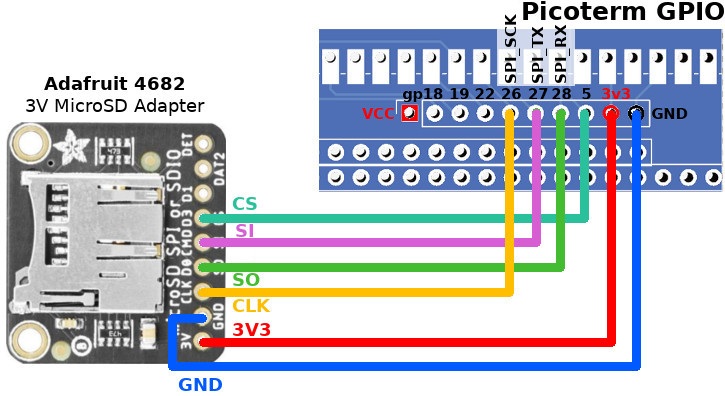 Picoterm GPIO
SPI_SCK
SPI_TX
SPI_RX
gp18 19 22 26 27 28 5 3v3
VCC
GND
Adafruit 4682
3V MicroSD Adapter
DET
DAT2
D1
MicroSD SPI or SDIO
D3
CMD
D0
CLK
GND
3V
CS
SI
SO
CLK
3V3
GND